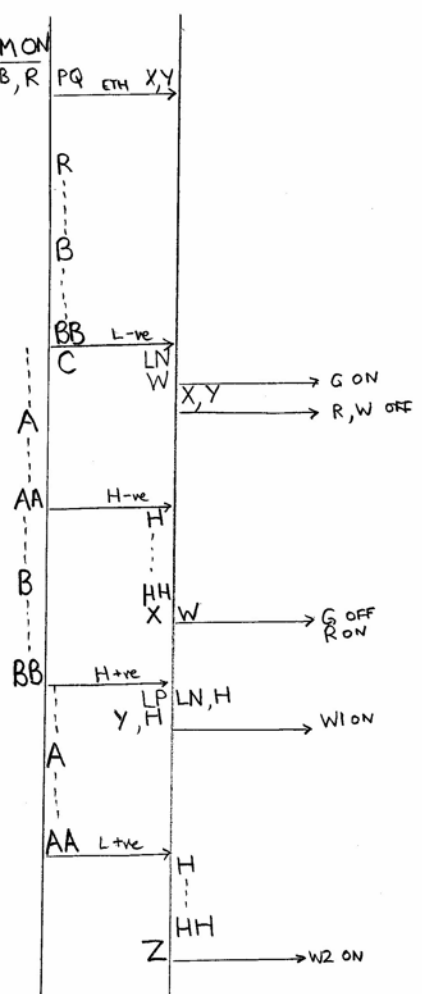 M ON
B, R PQ ETH X,Y
R
B
BB L-ve
C LN
W G ON
X,Y R, W OFF
A
AA H-ve
H
B HH
X W G OFF
R ON
BB H+ve
LP LN, H
Y, H W1 ON
A
AA L+ve
H
HH
Z W2 ON